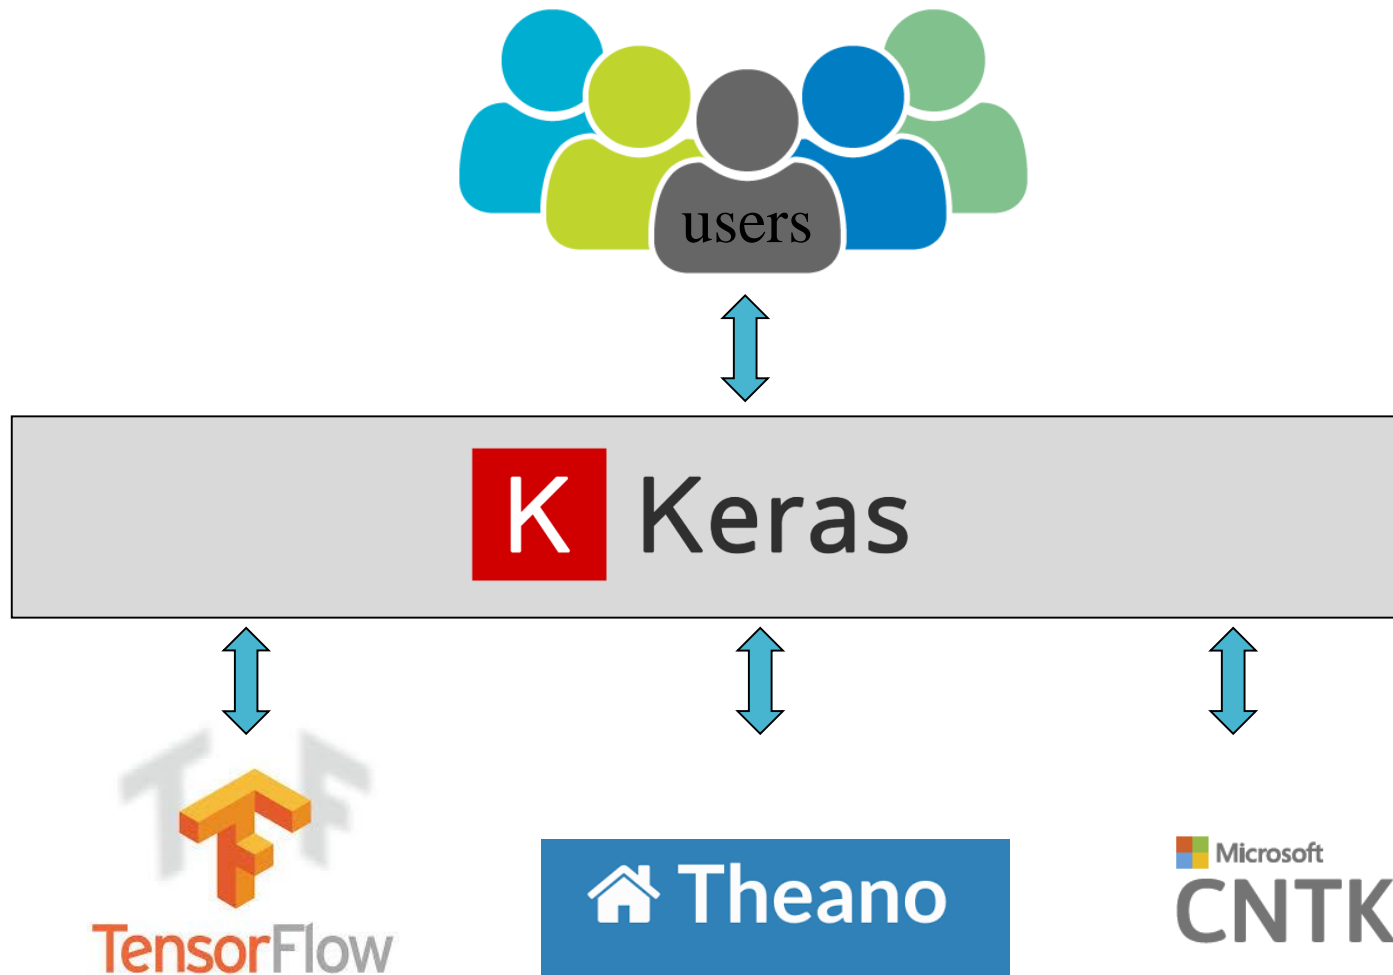 users
K Keras
TensorFlow
Theano
Microsoft
CNTK